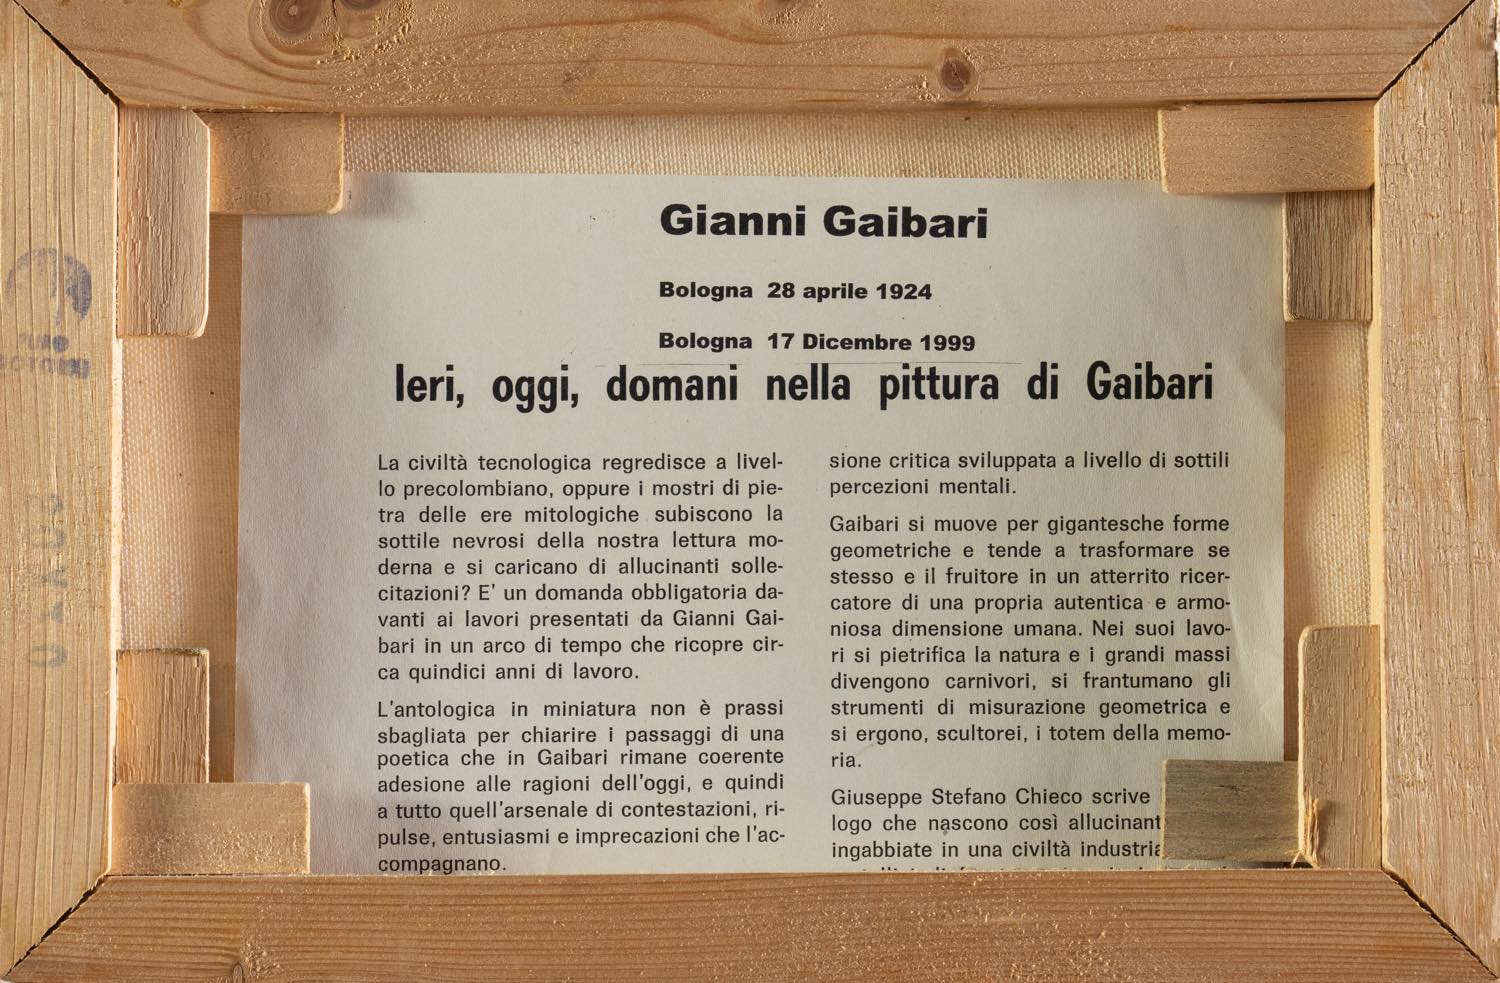 Gianni Gaibari
Bologna 28 aprile 1924
Bologna 17 Dicembre 1999
Ieri, oggi, domani nella pittura di Gaibari
La civiltà tecnologica regredisce a livel-
lo precolombiano, oppure i mostri di pie-
tra delle ere mitologiche subiscono la
sottile nevrosi della nostra lettura mo-
derna e si caricano di allucinanti solle-
citazioni? E' un domanda obbligatoria da-
vanti ai lavori presentati da Gianni Gai-
bari in un arco di tempo che ricopre cir-
ca quindici anni di lavoro.
L'antologica in miniatura non è prassi
sbagliata per chiarire i passaggi di una
poetica che in Gaibari rimane coerente
adesione alle ragioni dell'oggi, e quindi
a tutto quell'arsenale di contestazioni, ri-
pulse, entusiasmi e imprecazioni che l'ac-
compagnano.
sione critica sviluppata a livello di sottili
percezioni mentali.
Gaibari si muove per gigantesche forme
geometriche e tende a trasformare se
stesso e il fruitore in un atterrito ricer-
catore di una propria autentica e armo-
niosa dimensione umana. Nei suoi lavo-
ri si pietrifica la natura e i grandi massi
divengono carnivori, si frantumano gli
strumenti di misurazione geometrica e
si ergono, scultorei, i totem della memo-
ria.
Giuseppe Stefano Chieco scrive
logo che nascono così allucinant
ingabbiate in una civiltà industria